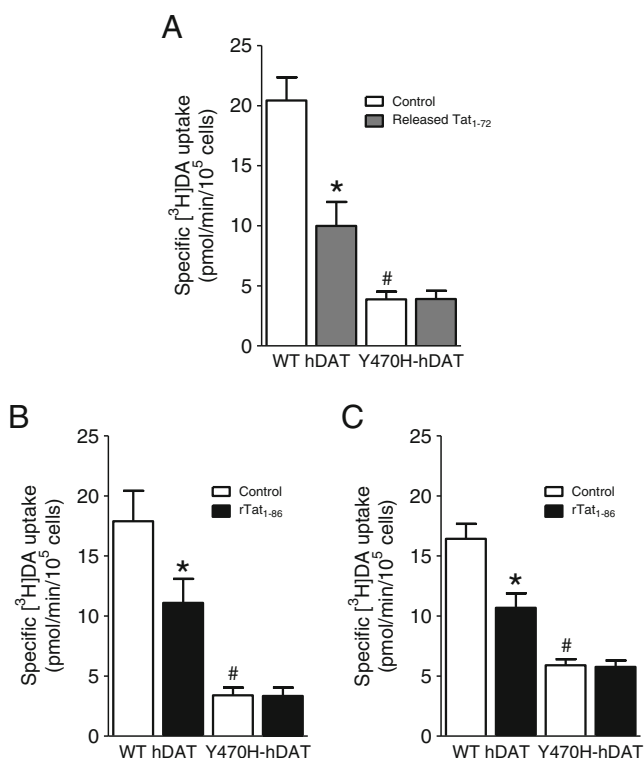 A
Specific [³H]DA uptake
(pmol/min/10⁵ cells)
25
20
15
10
5
0
Control
Released Tat₁₋₇₂
*
#
WT hDAT Y470H-hDAT
B
Specific [³H]DA uptake
(pmol/min/10⁵ cells)
25
20
15
10
5
0
Control
rTat₁₋₈₆
*
#
WT hDAT Y470H-hDAT
C
Specific [³H]DA uptake
(pmol/min/10⁵ cells)
25
20
15
10
5
0
Control
rTat₁₋₈₆
*
#
WT hDAT Y470H-hDAT